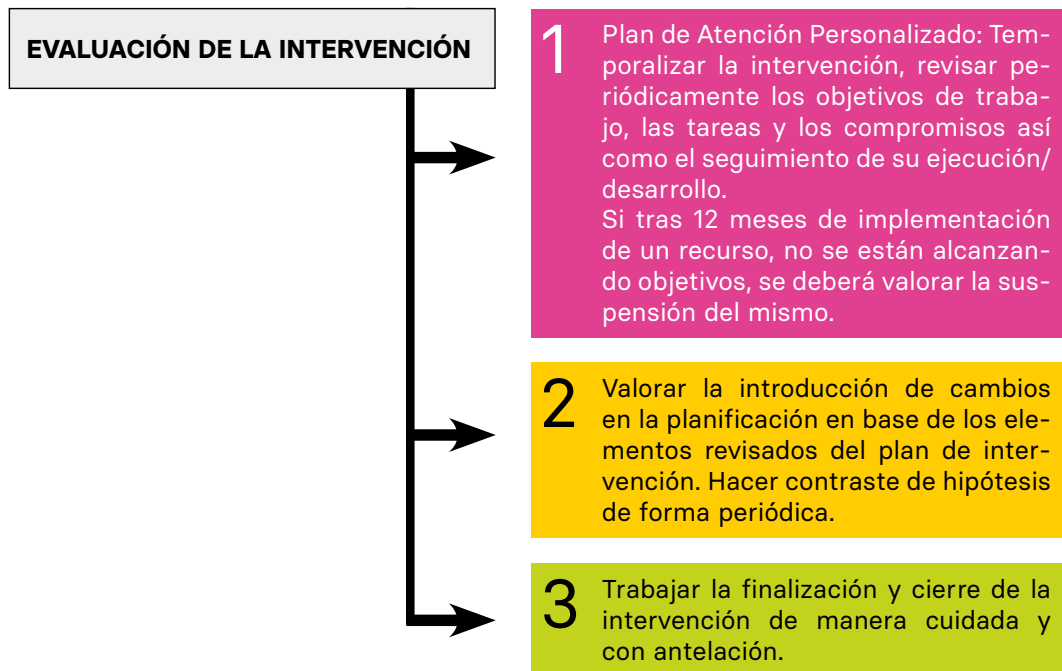 EVALUACIÓN DE LA INTERVENCIÓN
1
Plan de Atención Personalizado: Tem-
poralizar la intervención, revisar pe-
riódicamente los objetivos de traba-
jo, las tareas y los compromisos así
como el seguimiento de su ejecución/
desarrollo.
Si tras 12 meses de implementación
de un recurso, no se están alcanzan-
do objetivos, se deberá valorar la sus-
pensión del mismo.
2
Valorar la introducción de cambios
en la planificación en base de los ele-
mentos revisados del plan de inter-
vención. Hacer contraste de hipótesis
de forma periódica.
3
Trabajar la finalización y cierre de la
intervención de manera cuidada y
con antelación.